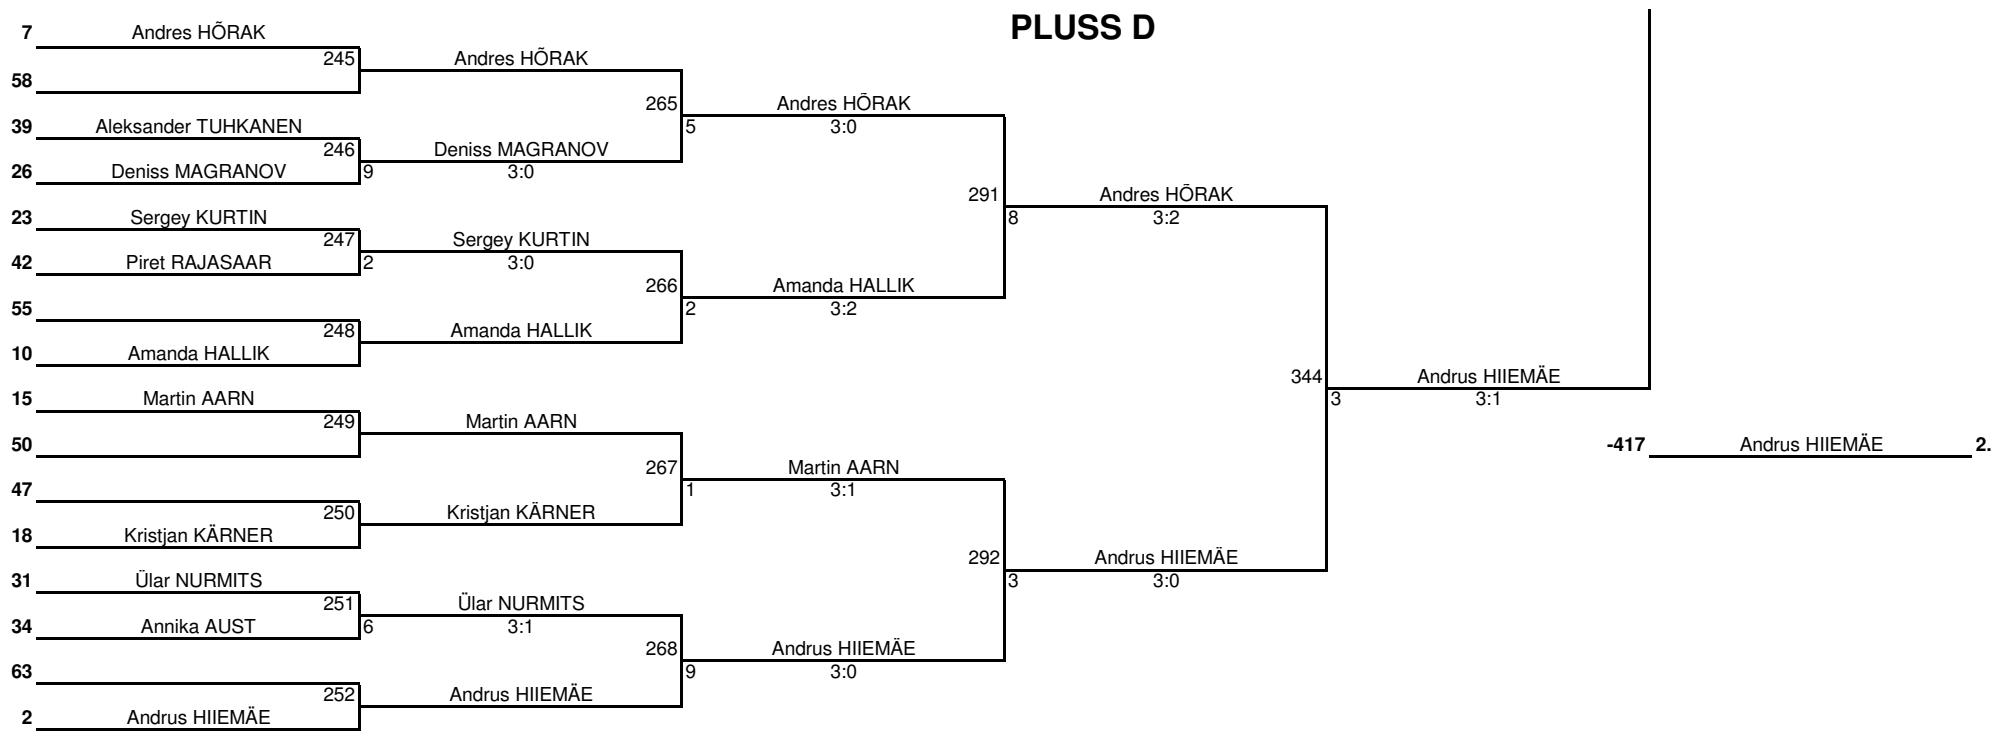 PLUSS D
7 Andres HÕRAK
245 Andres HÕRAK
58
265 Andres HÕRAK
39 Aleksander TUHKANEN
5 3:0
246 Deniss MAGRANOV
26 Deniss MAGRANOV 9 3:0
291 Andres HÕRAK
23 Sergey KURTIN
8 3:2
247 Sergey KURTIN
42 Piret RAJASAAR 2 3:0
266 Amanda HALLIK
55
2 3:2
248 Amanda HALLIK
10 Amanda HALLIK
344 Andrus HIIEMÄE
15 Martin AARN
3 3:1
249 Martin AARN
50
-417 Andrus HIIEMÄE 2.
267 Martin AARN
47
1 3:1
250 Kristjan KÄRNER
18 Kristjan KÄRNER
292 Andrus HIIEMÄE
31 Ülar NURMITS
3 3:0
251 Ülar NURMITS
34 Annika AUST 6 3:1
268 Andrus HIIEMÄE
63
9 3:0
252 Andrus HIIEMÄE
2 Andrus HIIEMÄE